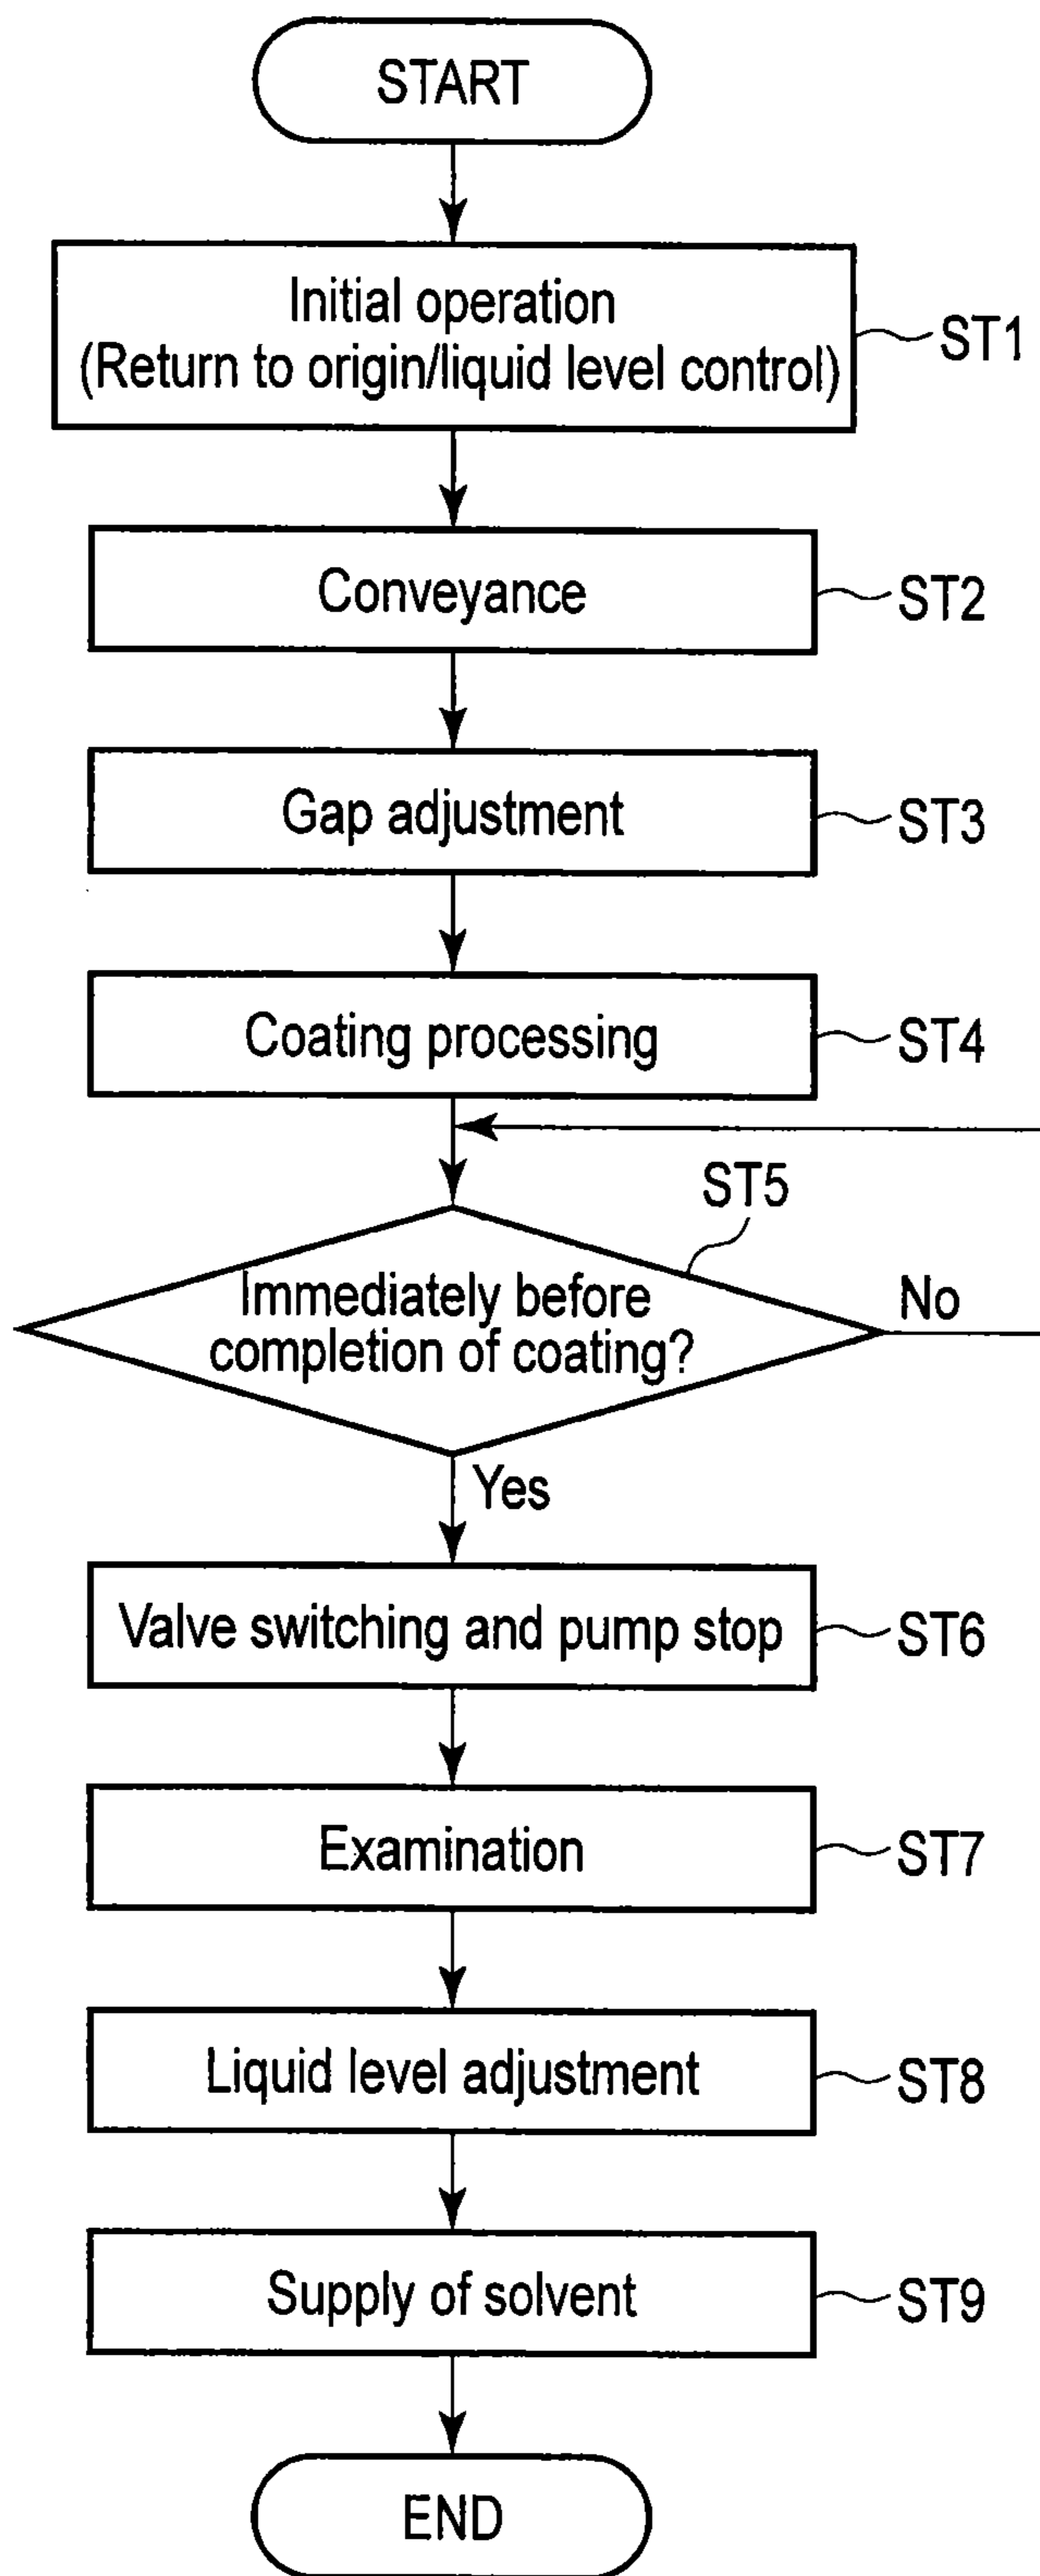 START
Initial operation
(Return to origin/liquid level control)
ST1
Conveyance
ST2
Gap adjustment
ST3
Coating processing
ST4
ST5
Immediately before
completion of coating?
No
Yes
Valve switching and pump stop
ST6
Examination
ST7
Liquid level adjustment
ST8
Supply of solvent
ST9
END